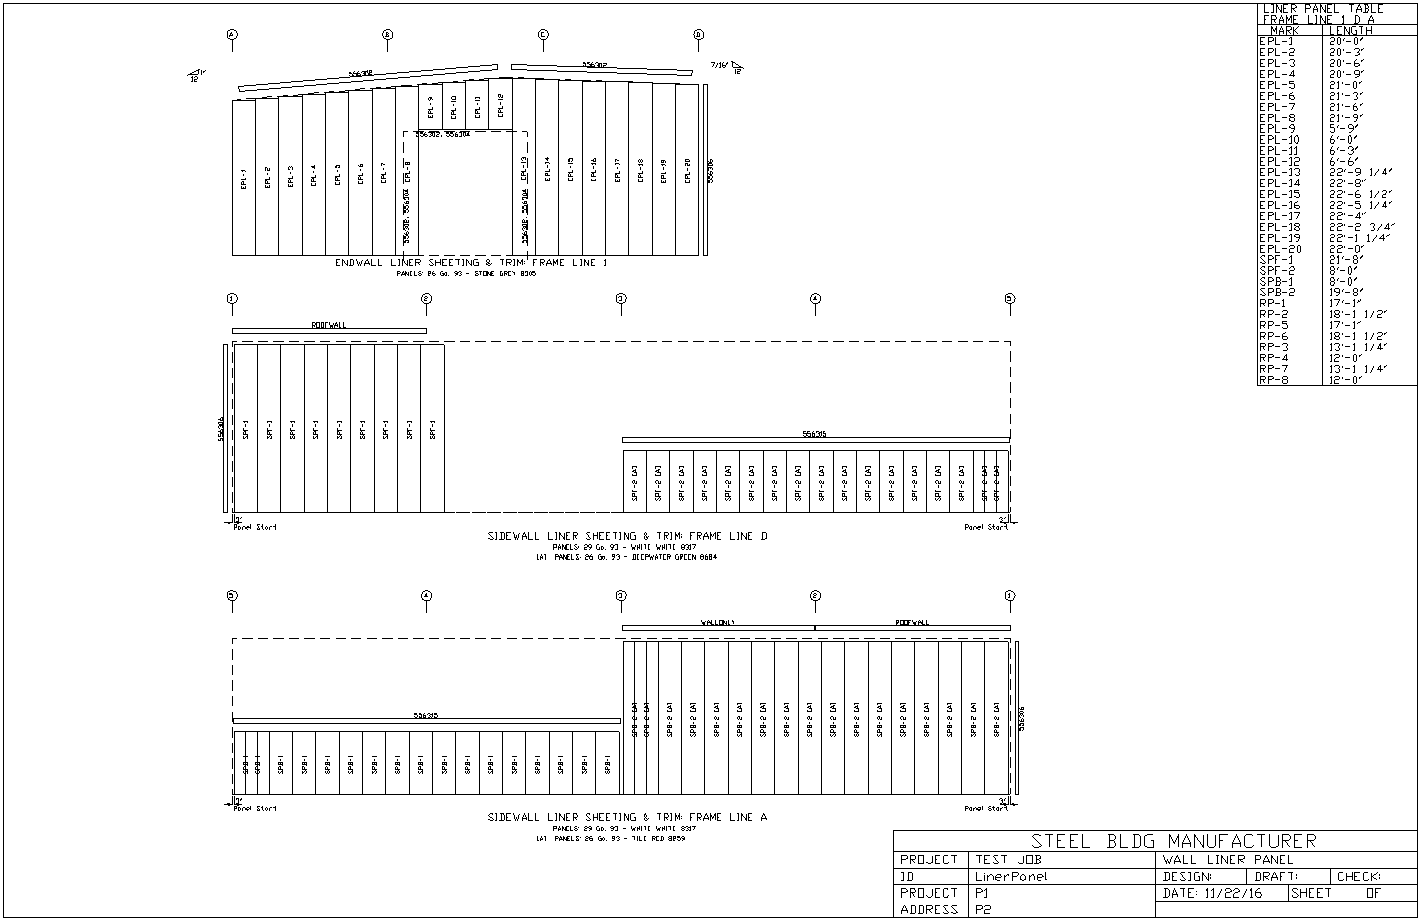 LINER PANEL TABLE
FRAME LINE 1 D A
MARK LENGTH
EPL-1 20'-0"
EPL-2 20'-3"
EPL-3 20'-6"
EPL-4 20'-9"
EPL-5 21'-0"
EPL-6 21'-3"
EPL-7 21'-6"
EPL-8 21'-9"
EPL-9 5'-9"
EPL-10 6'-0"
EPL-11 6'-3"
EPL-12 6'-6"
EPL-13 22'-9 1/4"
EPL-14 22'-8"
EPL-15 22'-6 1/2"
EPL-16 22'-5 1/4"
EPL-17 22'-4"
EPL-18 22'-2 3/4"
EPL-19 22'-1 1/4"
EPL-20 22'-0"
SPF-1 21'-8"
SPF-2 8'-0"
SPB-1 8'-0"
SPB-2 19'-8"
RP-1 17'-1"
RP-2 18'-1 1/2"
RP-5 17'-1"
RP-6 18'-1 1/2"
RP-3 13'-1 1/4"
RP-4 12'-0"
RP-7 13'-1 1/4"
RP-8 12'-0"
A B C D
1" 12
556302 556302
7/16" 12
EPL-9 EPL-10 EPL-11 EPL-12
556302, 556304
EPL-1 EPL-2 EPL-3 EPL-4 EPL-5 EPL-6 EPL-7 EPL-8 EPL-13 EPL-14 EPL-15 EPL-16 EPL-17 EPL-18 EPL-19 EPL-20
556306
556302, 556304 556302, 556304
ENDWALL LINER SHEETING & TRIM: FRAME LINE 1
PANELS: 26 Ga. 93 - STONE GREY 8305
1 2 3 4 5
ROOFWALL
556306
SPF-1 SPF-1 SPF-1 SPF-1 SPF-1 SPF-1 SPF-1 SPF-1 SPF-1
556315
SPF-2 [A] SPF-2 [A] SPF-2 [A] SPF-2 [A] SPF-2 [A] SPF-2 [A] SPF-2 [A] SPF-2 [A] SPF-2 [A] SPF-2 [A] SPF-2 [A] SPF-2 [A] SPF-2 [A] SPF-2 [A] SPF-2 [A] SPF-2 [A] SPF-2 [A]
3" 3"
Panel Start Panel Start
SIDEWALL LINER SHEETING & TRIM: FRAME LINE D
PANELS: 29 Ga. 93 - WHITE WHITE 8317
[A] PANELS: 26 Ga. 93 - DEEPWATER GREEN 8684
5 4 3 2 1
WALLONLY ROOFWALL
SPB-2 [A] SPB-2 [A] SPB-2 [A] SPB-2 [A] SPB-2 [A] SPB-2 [A] SPB-2 [A] SPB-2 [A] SPB-2 [A] SPB-2 [A] SPB-2 [A] SPB-2 [A] SPB-2 [A] SPB-2 [A] SPB-2 [A] SPB-2 [A] SPB-2 [A]
556306
556315
SPB-1 SPB-1 SPB-1 SPB-1 SPB-1 SPB-1 SPB-1 SPB-1 SPB-1 SPB-1 SPB-1 SPB-1 SPB-1 SPB-1 SPB-1 SPB-1 SPB-1
3" 3"
Panel Start Panel Start
SIDEWALL LINER SHEETING & TRIM: FRAME LINE A
PANELS: 29 Ga. 93 - WHITE WHITE 8317
[A] PANELS: 26 Ga. 93 - TILE RED 8259
STEEL BLDG MANUFACTURER
PROJECT TEST JOB WALL LINER PANEL
ID LinerPanel DESIGN: DRAFT: CHECK:
PROJECT P1 DATE: 11/22/16 SHEET OF
ADDRESS P2